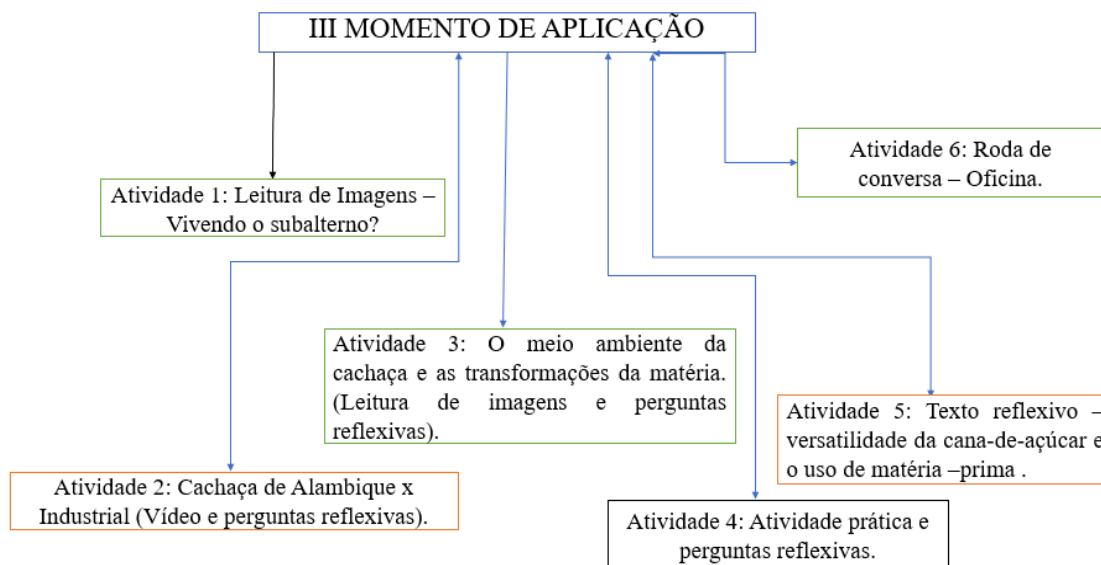 III MOMENTO DE APLICAÇÃO
Atividade 1: Leitura de Imagens –
Vivendo o subalterno?
Atividade 2: Cachaça de Alambique x
Industrial (Vídeo e perguntas reflexivas).
Atividade 3: O meio ambiente da
cachaça e as transformações da matéria.
(Leitura de imagens e perguntas
reflexivas).
Atividade 4: Atividade prática e
perguntas reflexivas.
Atividade 5: Texto reflexivo –
versatilidade da cana-de-açúcar e
o uso de matéria –prima .
Atividade 6: Roda de
conversa – Oficina.